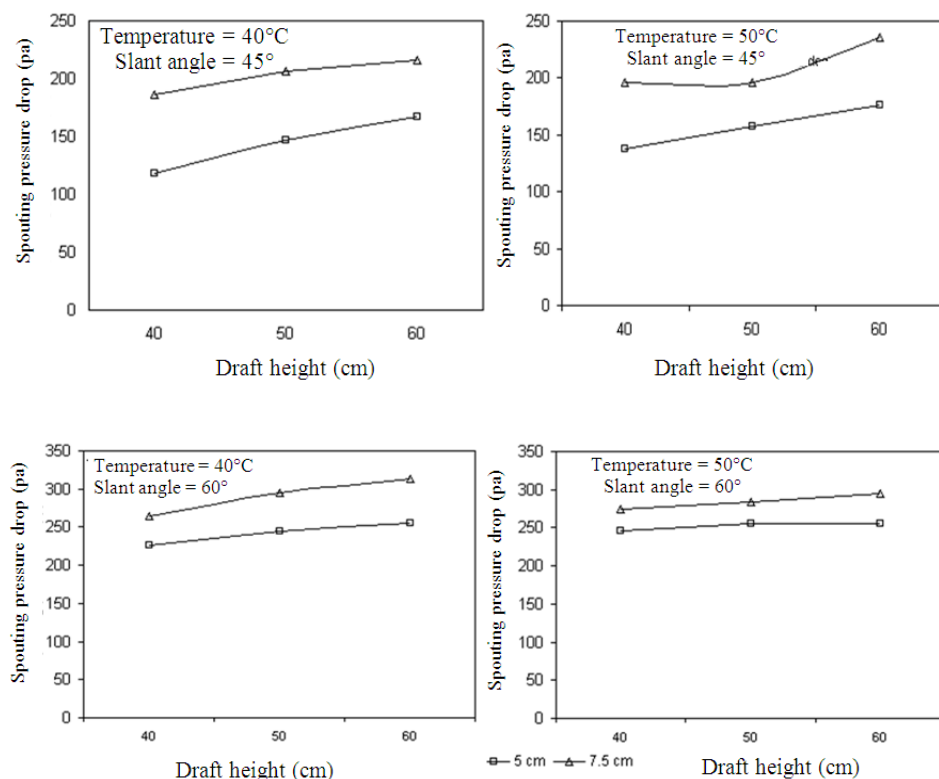 Temperature = 40°C
Slant angle = 45°
Spouting pressure drop (pa)
250
200
150
100
50
0
40
50
60
Draft height (cm)
Temperature = 50°C
Slant angle = 45°
Spouting pressure drop (pa)
250
200
150
100
50
0
40
50
60
Draft height (cm)
Temperature = 40°C
Slant angle = 60°
Spouting pressure drop (pa)
350
300
250
200
150
100
50
0
40
50
60
Draft height (cm)
Temperature = 50°C
Slant angle = 60°
Spouting pressure drop (pa)
350
300
250
200
150
100
50
0
40
50
60
5 cm
7.5 cm
Draft height (cm)